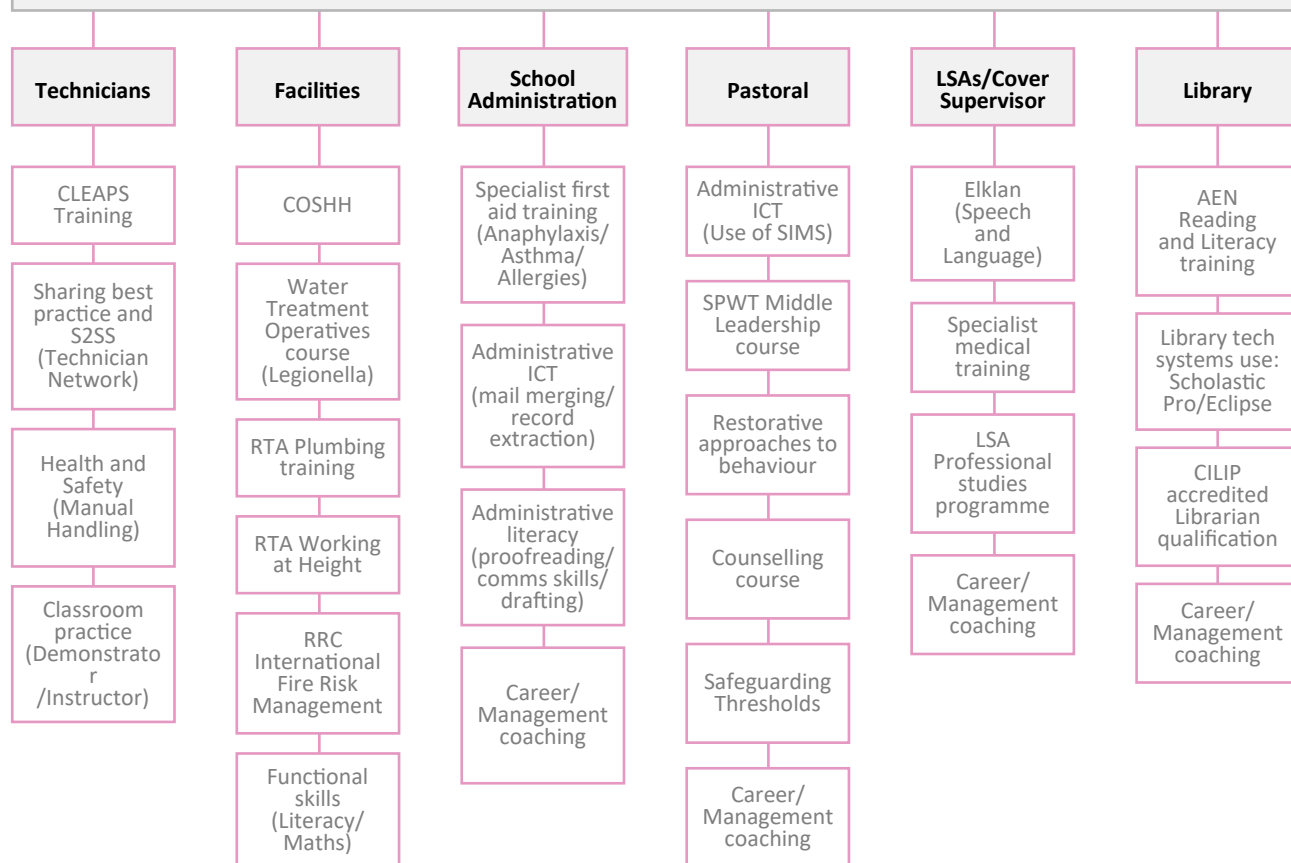 Technicians
CLEAPS
Training
Sharing best
practice and
S2SS
(Technician
Network)
Health and
Safety
(Manual
Handling)
Classroom
practice
(Demonstrato
r
/Instructor)
Facilities
COSHH
Water
Treatment
Operatives
course
(Legionella)
RTA Plumbing
training
RTA Working
at Height
RRC
International
Fire Risk
Management
Functional
skills
(Literacy/
Maths)
School
Administration
Specialist first
aid training
(Anaphylaxis/
Asthma/
Allergies)
Administrative
ICT
(mail merging/
record
extraction)
Administrative
literacy
(proofreading/
comms skills/
drafting)
Career/
Management
coaching
Pastoral
Administrative
ICT
(Use of SIMS)
SPWT Middle
Leadership
course
Restorative
approaches to
behaviour
Counselling
course
Safeguarding
Thresholds
Career/
Management
coaching
LSAs/Cover
Supervisor
Elklan
(Speech
and
Language)
Specialist
medical
training
LSA
Professional
studies
programme
Career/
Management
coaching
Library
AEN
Reading
and Literacy
training
Library tech
systems use:
Scholastic
Pro/Eclipse
CILIP
accredited
Librarian
qualification
Career/
Management
coaching